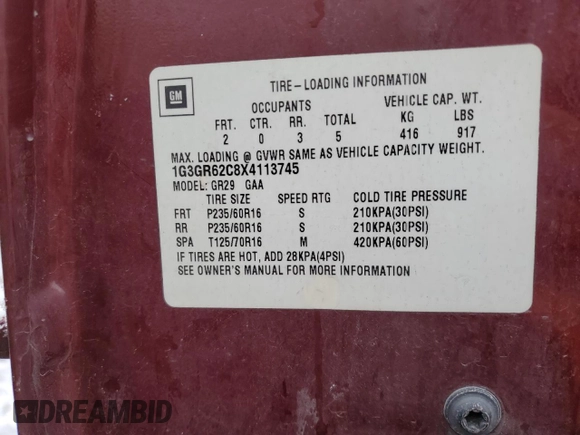 GM
TIRE-LOADING INFORMATION
OCCUPANTS VEHICLE CAP. WT.
FRT. CTR. RR. TOTAL KG LBS
2 0 3 5 416 917
MAX. LOADING @ GVWR SAME AS VEHICLE CAPACITY WEIGHT.
1G3GR62C8X4113745
MODEL: GR29 GAA
TIRE SIZE SPEED RTG COLD TIRE PRESSURE
FRT P235/60R16 S 210KPA(30PSI)
RR P235/60R16 S 210KPA(30PSI)
SPA T125/70R16 M 420KPA(60PSI)
IF TIRES ARE HOT, ADD 28KPA(4PSI)
SEE OWNER'S MANUAL FOR MORE INFORMATION
DREAMBID